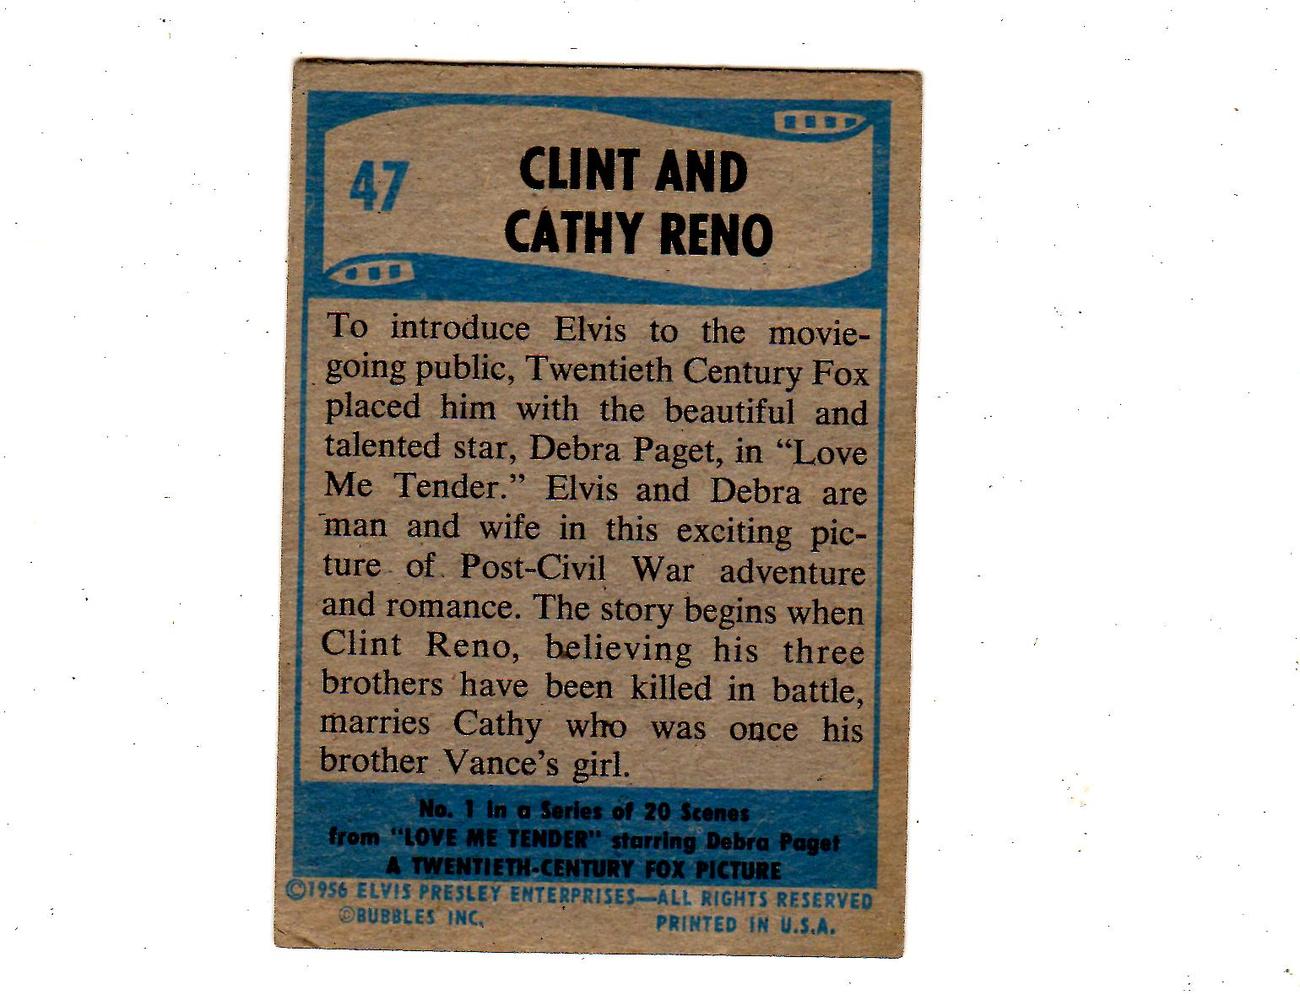 47
CLINT AND
CATHY RENO
To introduce Elvis to the movie-
going public, Twentieth Century Fox
placed him with the beautiful and
talented star, Debra Paget, in “Love
Me Tender.” Elvis and Debra are
man and wife in this exciting pic-
ture of Post-Civil War adventure
and romance. The story begins when
Clint Reno, believing his three
brothers have been killed in battle,
marries Cathy who was once his
brother Vance’s girl.
No. 1 in a Series of 20 Scenes
from "LOVE ME TENDER" starring Debra Paget
A TWENTIETH-CENTURY FOX PICTURE
©1956 ELVIS PRESLEY ENTERPRISES—ALL RIGHTS RESERVED
©BUBBLES INC. PRINTED IN U.S.A.